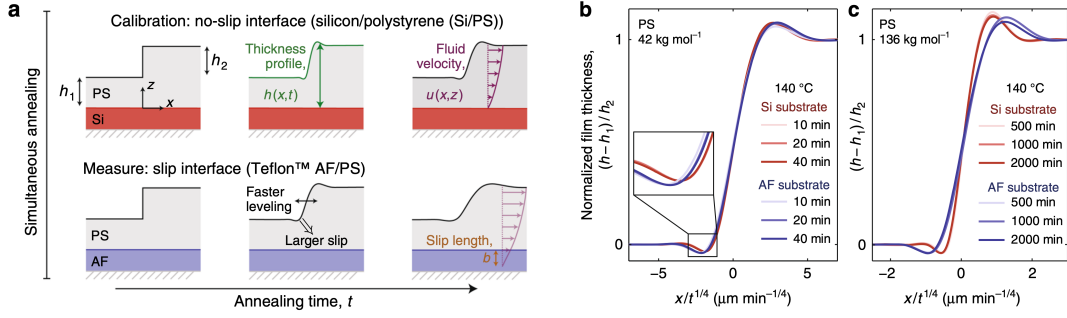 a
Simultaneous annealing
Calibration: no-slip interface (silicon/polystyrene (Si/PS))
h1
PS
z
x
h2
Si
Thickness
profile,
h(x,t)
Fluid
velocity,
u(x,z)
Measure: slip interface (Teflon™ AF/PS)
PS
AF
Faster
leveling
Larger slip
Slip length,
b
Annealing time, t
b
Normalized film thickness,
(h – h1)/h2
PS
42 kg mol−1
140 °C
Si substrate
10 min
20 min
40 min
AF substrate
10 min
20 min
40 min
1
0
−5
0
5
x/t1/4 (μm min−1/4)
c
(h – h1)/h2
PS
136 kg mol−1
140 °C
Si substrate
500 min
1000 min
2000 min
AF substrate
500 min
1000 min
2000 min
1
0
−2
0
2
x/t1/4 (μm min−1/4)